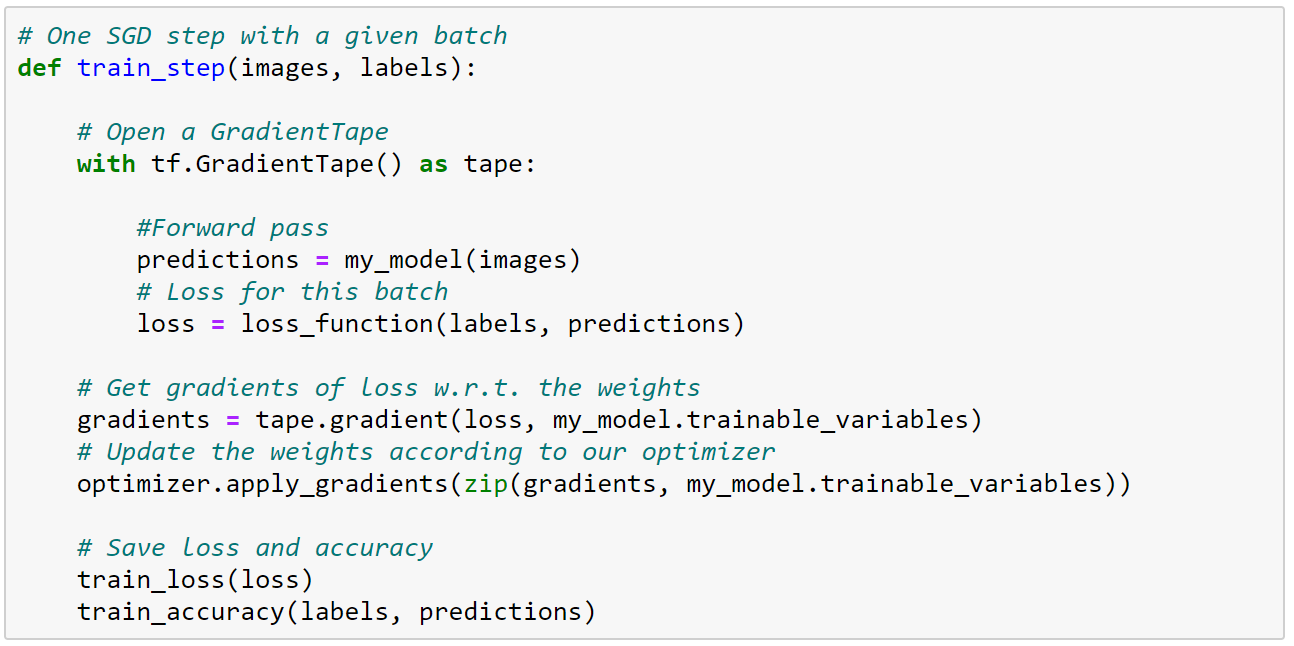 # One SGD step with a given batch
def train_step(images, labels):
# Open a GradientTape
with tf.GradientTape() as tape:
#Forward pass
predictions = my_model(images)
# Loss for this batch
loss = loss_function(labels, predictions)
# Get gradients of loss w.r.t. the weights
gradients = tape.gradient(loss, my_model.trainable_variables)
# Update the weights according to our optimizer
optimizer.apply_gradients(zip(gradients, my_model.trainable_variables))
# Save loss and accuracy
train_loss(loss)
train_accuracy(labels, predictions)